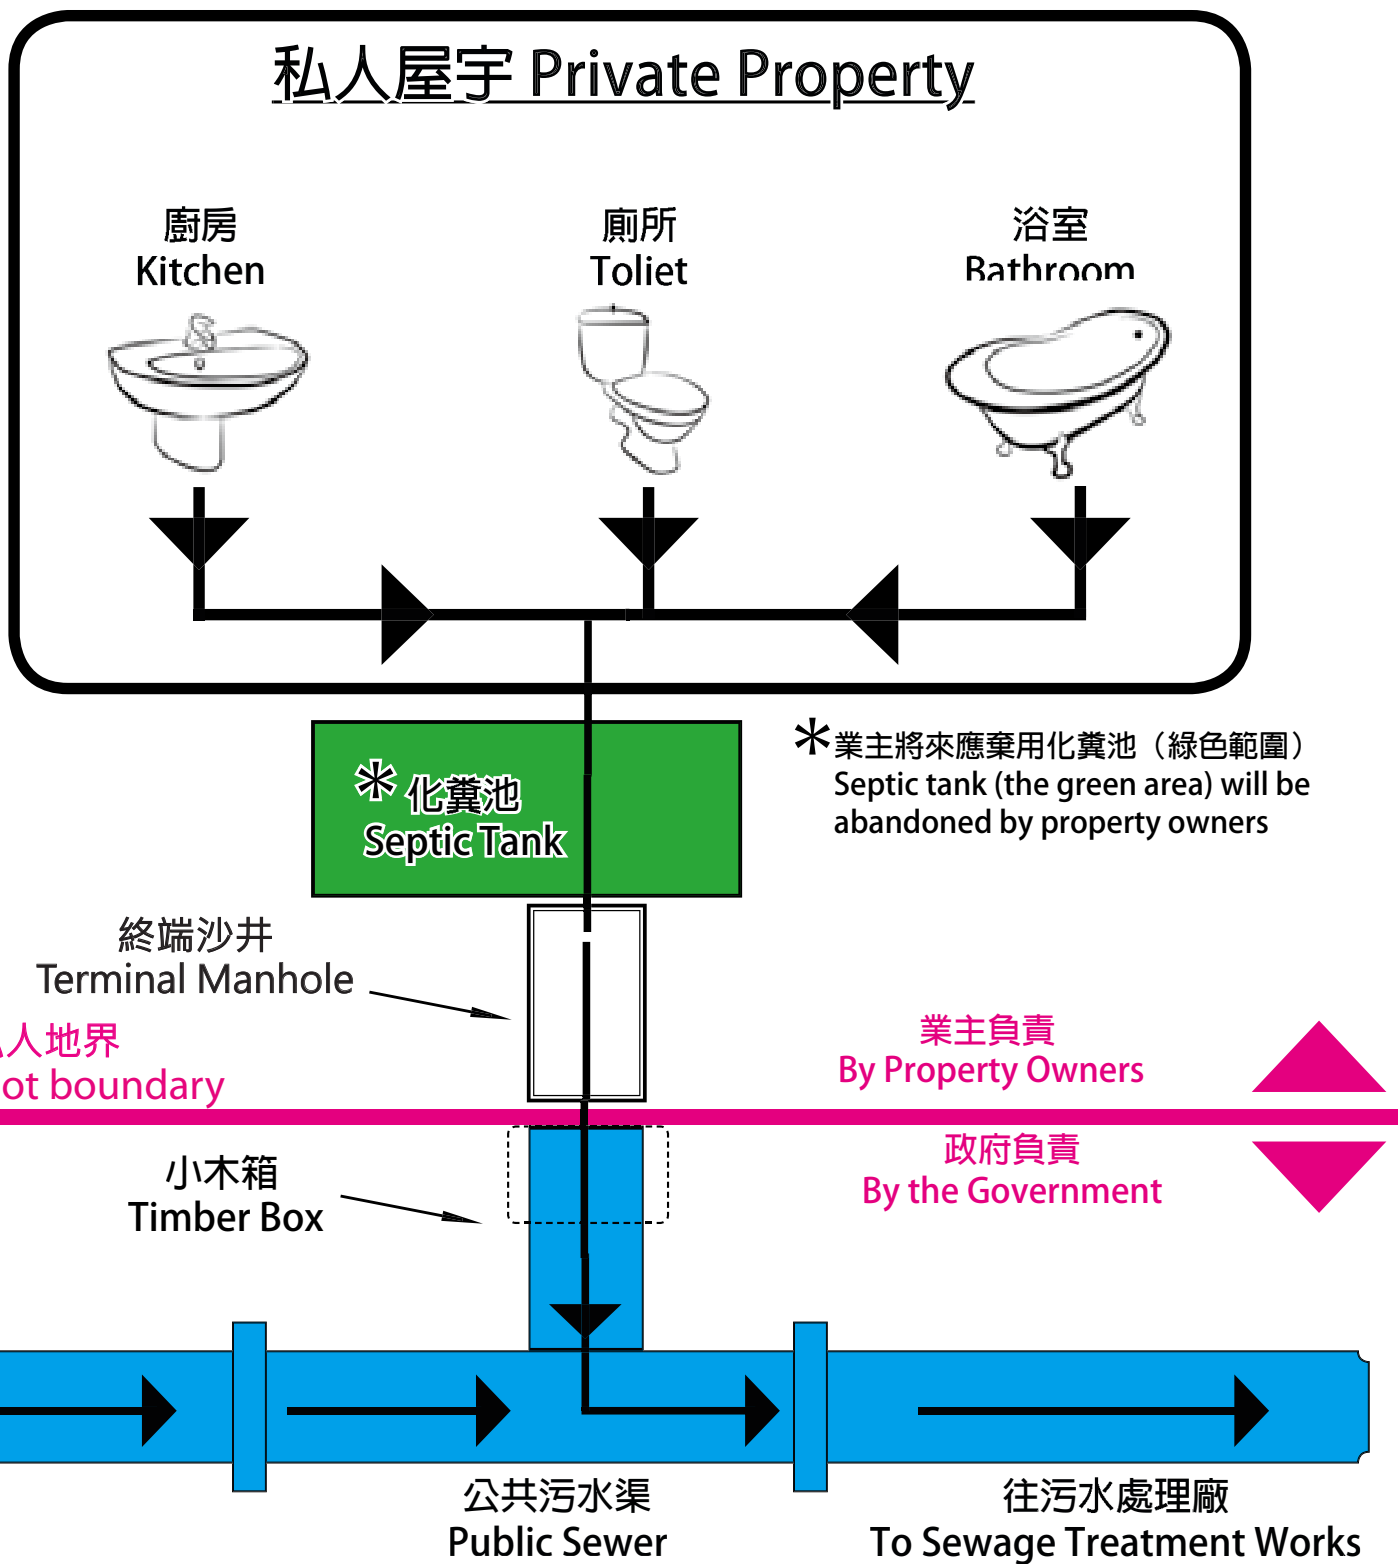 私人屋宇 Private Property
廚房
Kitchen
廁所
Toliet
浴室
Bathroom
*業主將來應棄用化糞池（綠色範圍）
Septic tank (the green area) will be
abandoned by property owners
* 化糞池
Septic Tank
終端沙井
Terminal Manhole
人地界
ot boundary
業主負責
By Property Owners
政府負責
By the Government
小木箱
Timber Box
公共污水渠
Public Sewer
往污水處理廠
To Sewage Treatment Works